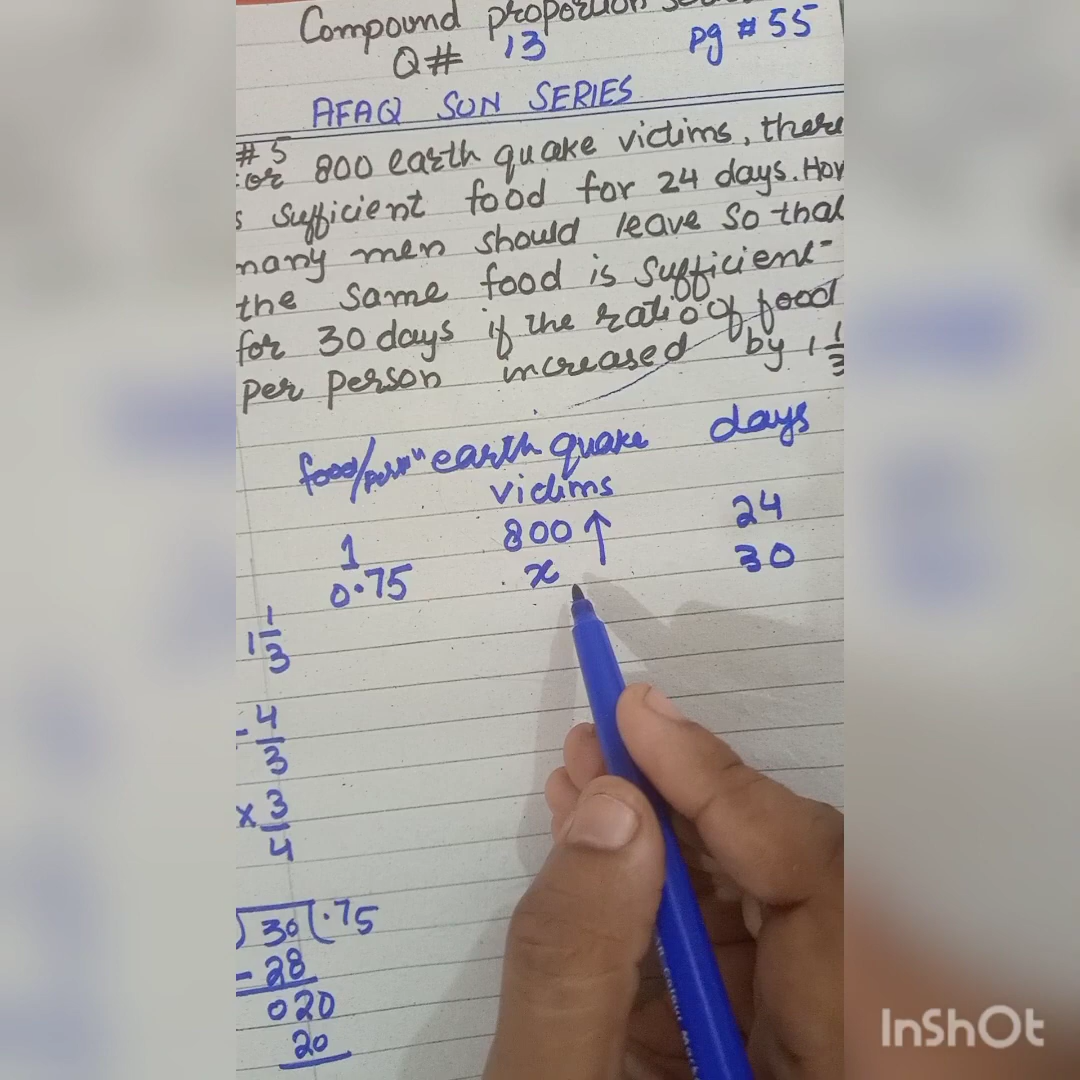 Compound proportion
Q# 13 pg # 55
AFAQ SUN SERIES
# 5
or 800 earth quake victims, there
s sufficient food for 24 days. How
many men should leave so that
the same food is sufficient
for 30 days if the ratio of food
per person increased by 1 1/3
food/person earth quake days
victims
1 800 ↑ 24
0.75 x 30
1 1/3
- 4/3
× 3/4
) 30 ( .75
- 28
020
20
InShOt